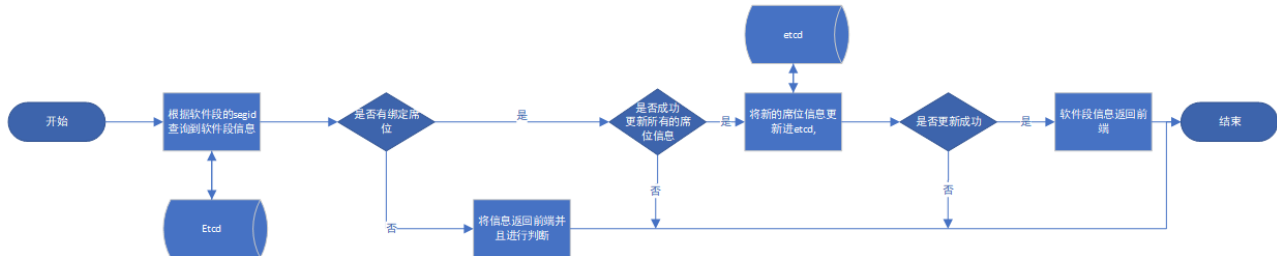 etcd
开始
根据软件段的segid
查询到软件段信息
是否有绑定席
位
是
是否成功
更新所有的席
位信息
是
将新的席位信息更
新进etcd,
是否更新成功
是
软件段信息返回前
端
结束
否
否
Etcd
否
将信息返回前端并
且进行判断